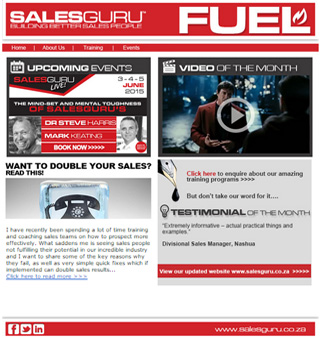 SALESGURU
BUILDING BETTER SALES PEOPLE
FUEL
Home | About Us | Training | Events
UPCOMING EVENTS
SALESGURU
LIVE!
3-4-5
JUNE
2015
THE MIND-SET AND MENTAL TOUGHNESS
OF SALESGURU'S
DR STEVE HARRIS
MARK KEATING
BOOK NOW >>>>>
VIDEO OF THE MONTH
WANT TO DOUBLE YOUR SALES?
READ THIS!
I have recently been spending a lot of time training
and coaching sales teams on how to prospect more
effectively. What saddens me is seeing sales people
not fulfilling their potential in our incredible industry
and I want to share some of the key reasons why
they fail, as well as very simple quick fixes which if
implemented can double sales results...
Click here to read more >>>
Click here to enquire about our amazing
training programs >>>>
But don't take our word for it....
TESTIMONIAL OF THE MONTH
"Extremely informative – actual practical things and
examples."
Divisional Sales Manager, Nashua
Visit our updated website www.salesguru.co.za >>>>>
www.salesguru.co.za